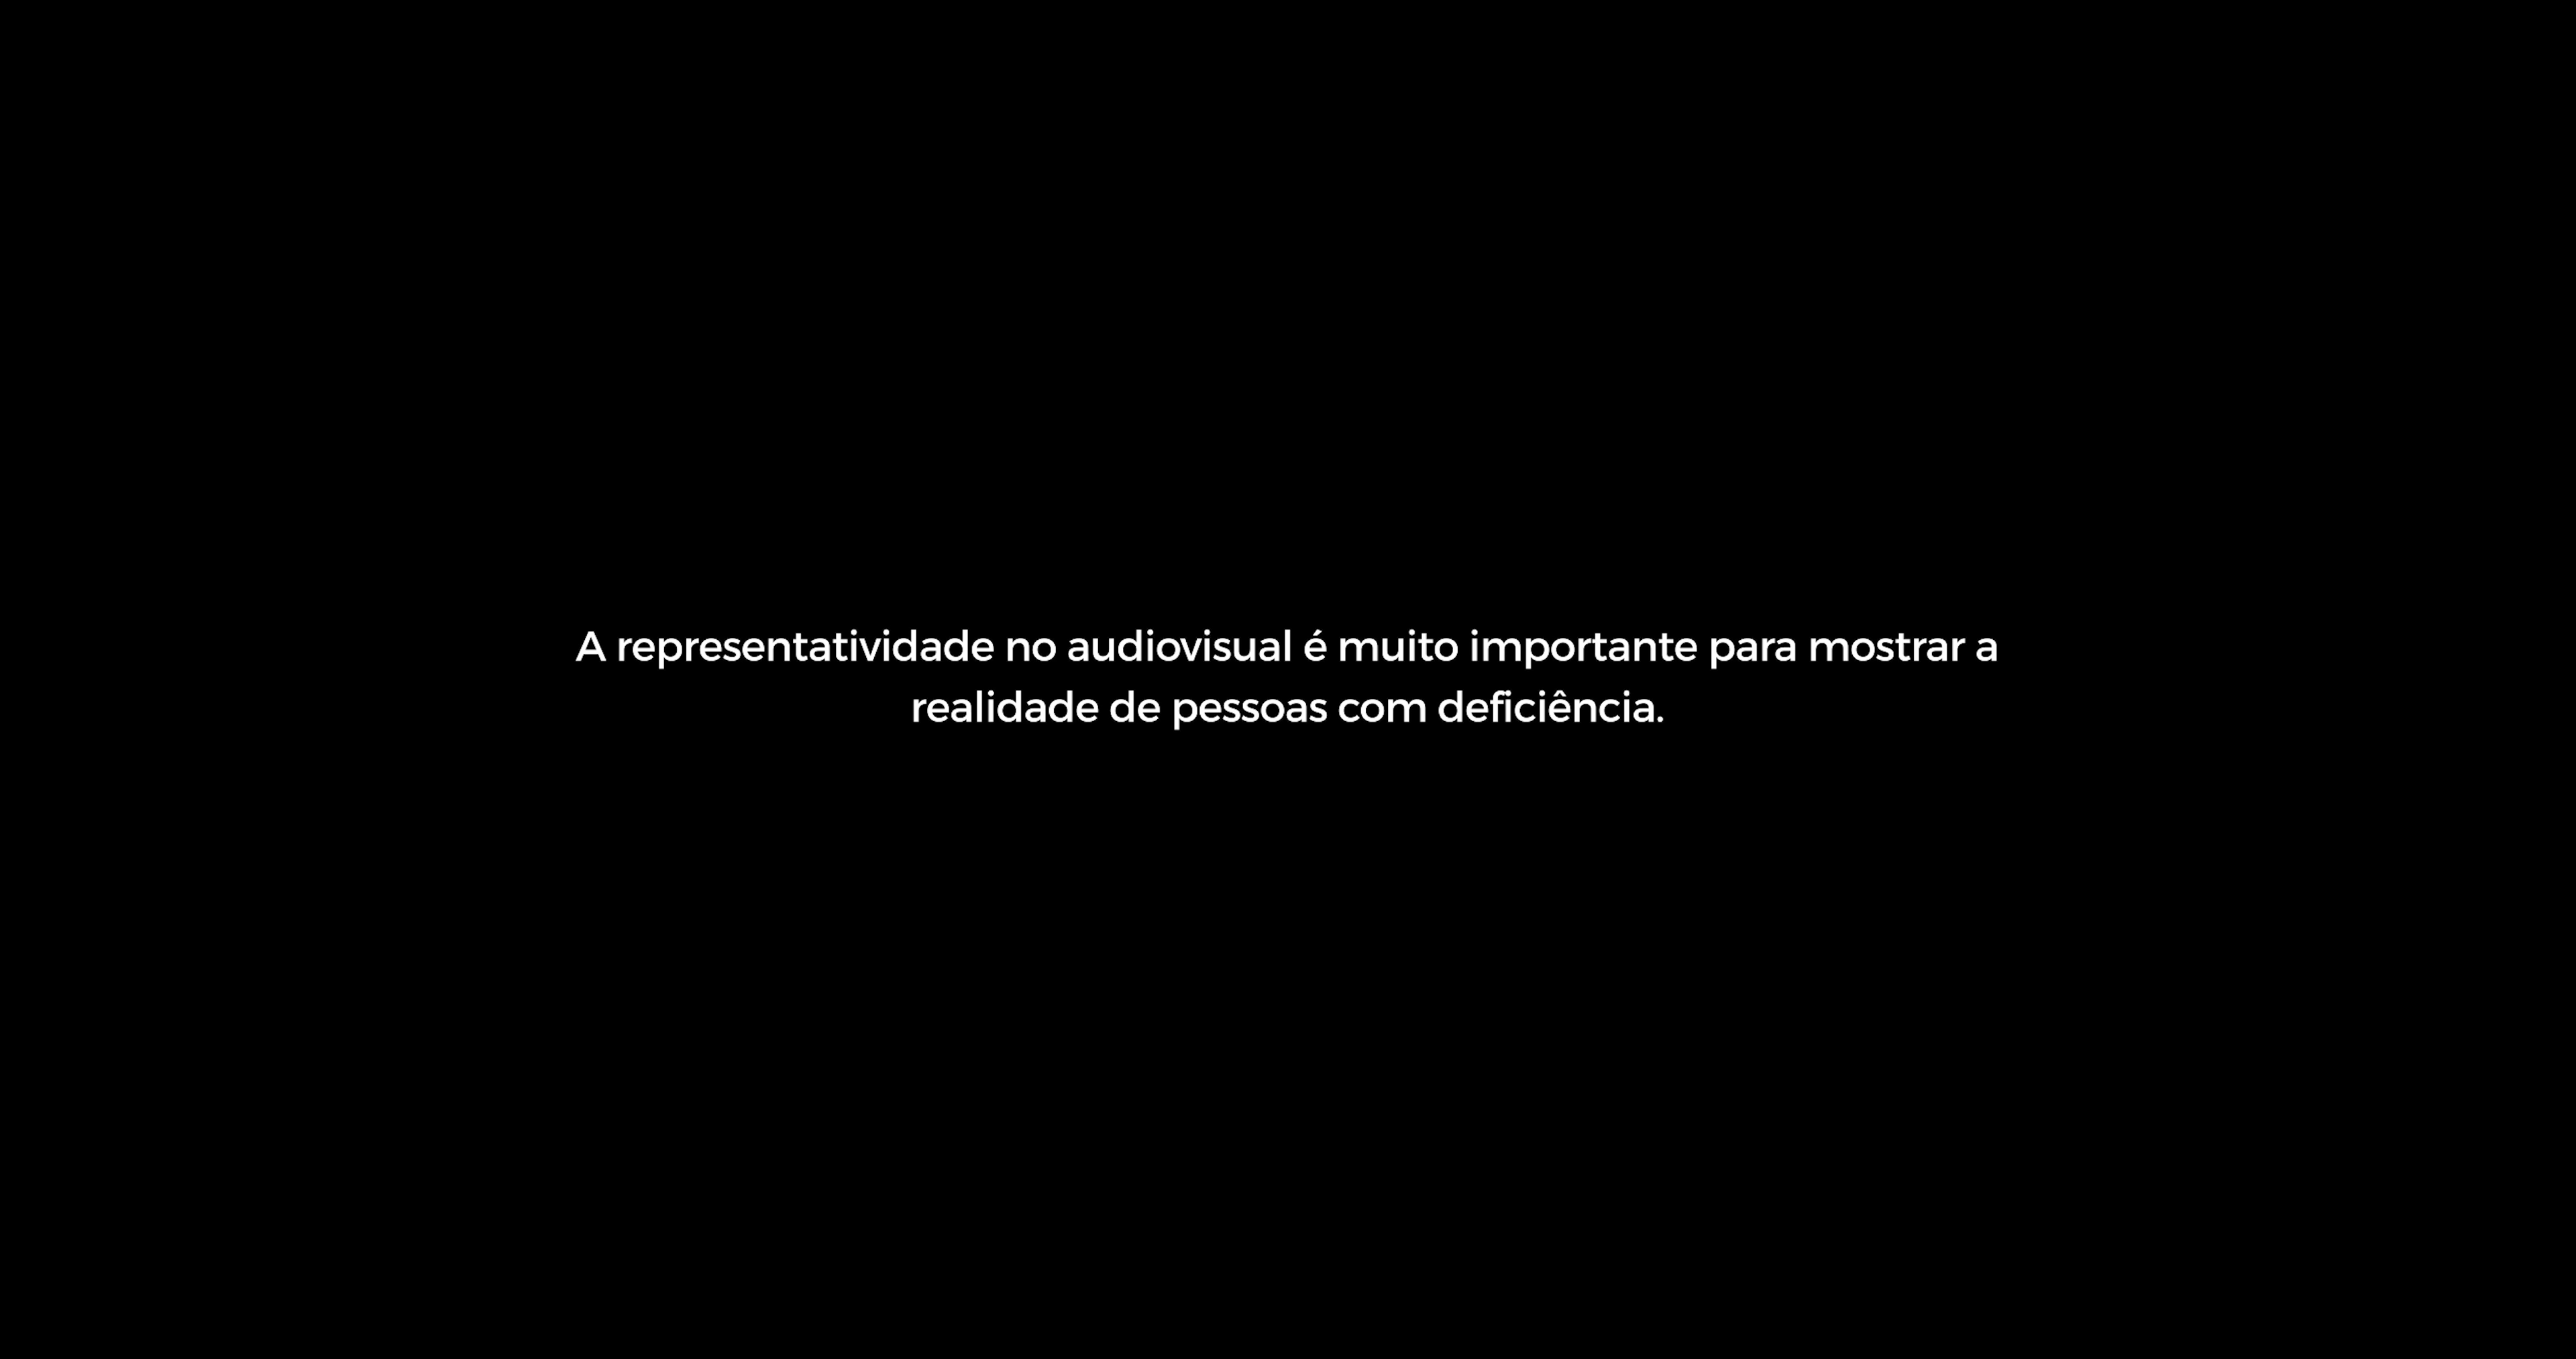 A representatividade no audiovisual é muito importante para mostrar a
realidade de pessoas com deficiência.